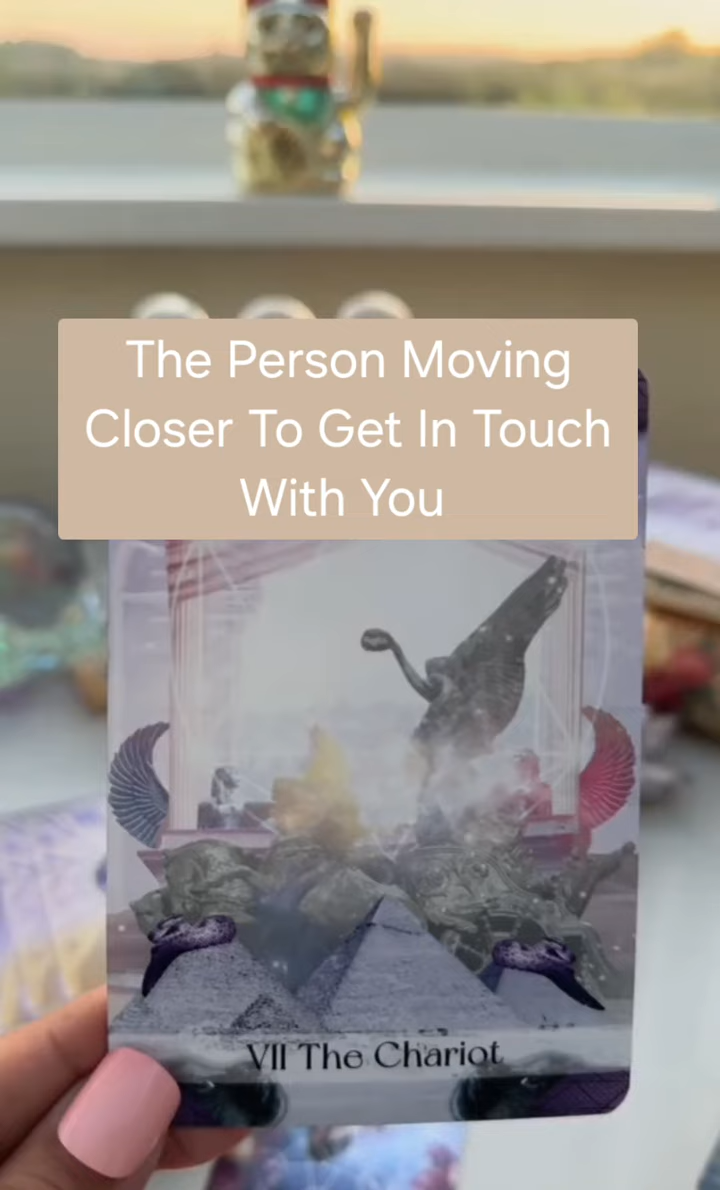 The Person Moving
Closer To Get In Touch
With You
VII The Chariot